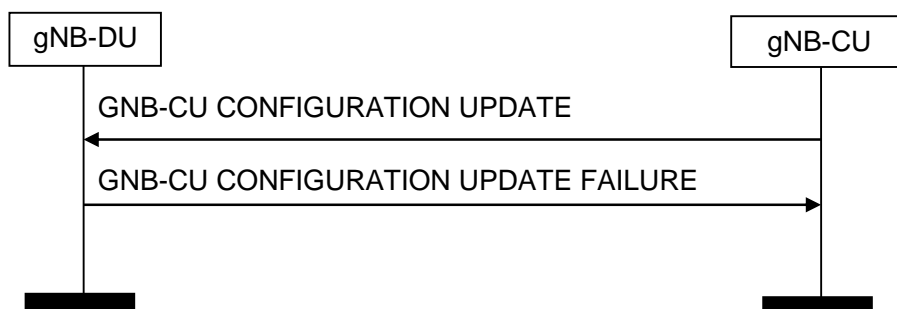 gNB-DU
gNB-CU
GNB-CU CONFIGURATION UPDATE
GNB-CU CONFIGURATION UPDATE FAILURE